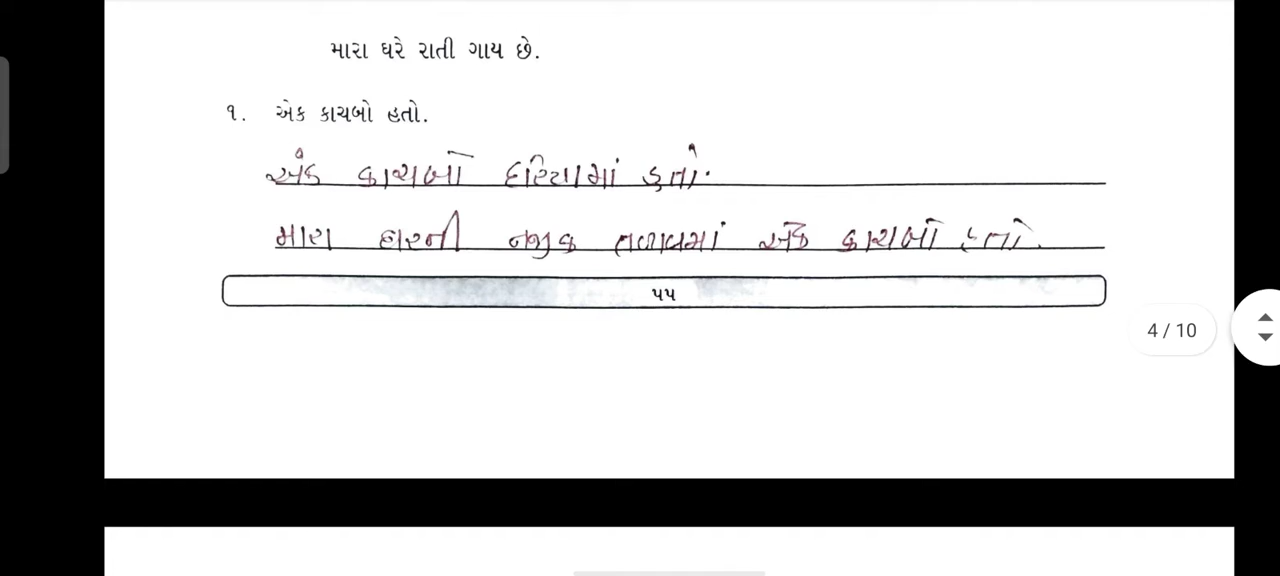 મારા ઘરે રાતી ગાય છે.
૧. એક કાચબો હતો.
એક કાચબો દરિયામાં હતો.
મારા ઘરની નજીક તળાવમાં એક કાચબો હતો.
૫૫
4 / 10